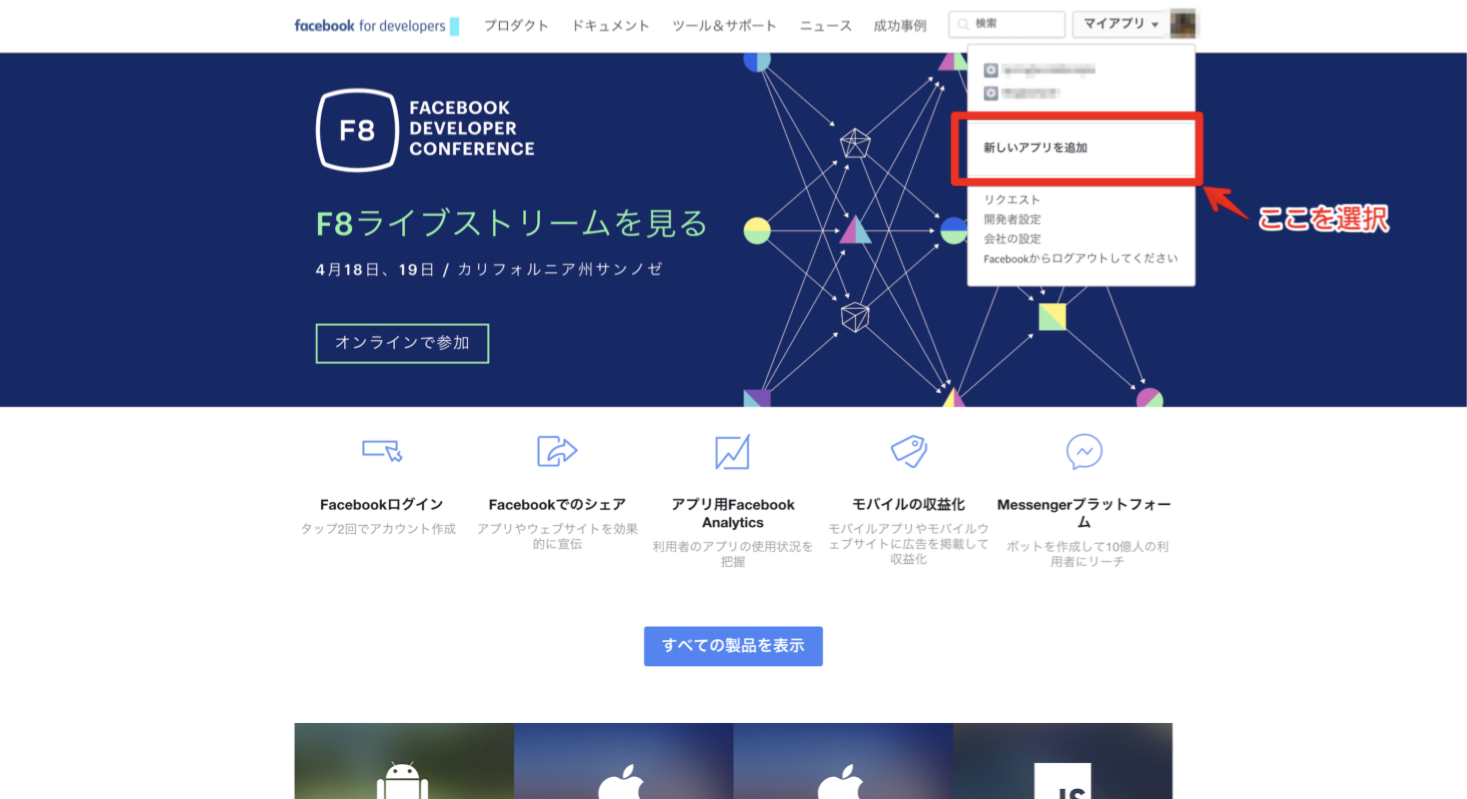 facebook for developers
プロダクト
ドキュメント
ツール＆サポート
ニュース
成功事例
検索
マイアプリ
新しいアプリを追加
リクエスト
開発者設定
会社の設定
Facebookからログアウトしてください
ここを選択
F8
FACEBOOK
DEVELOPER
CONFERENCE
F8ライブストリームを見る
4月18日、19日 / カリフォルニア州サンノゼ
オンラインで参加
Facebookログイン
タップ2回でアカウント作成
Facebookでのシェア
アプリやウェブサイトを効果
的に宣伝
アプリ用Facebook
Analytics
利用者のアプリの使用状況を
把握
モバイルの収益化
モバイルアプリやモバイルウ
ェブサイトに広告を掲載して
収益化
Messengerプラットフォー
ム
ボットを作成して10億人の利
用者にリーチ
すべての製品を表示
JS